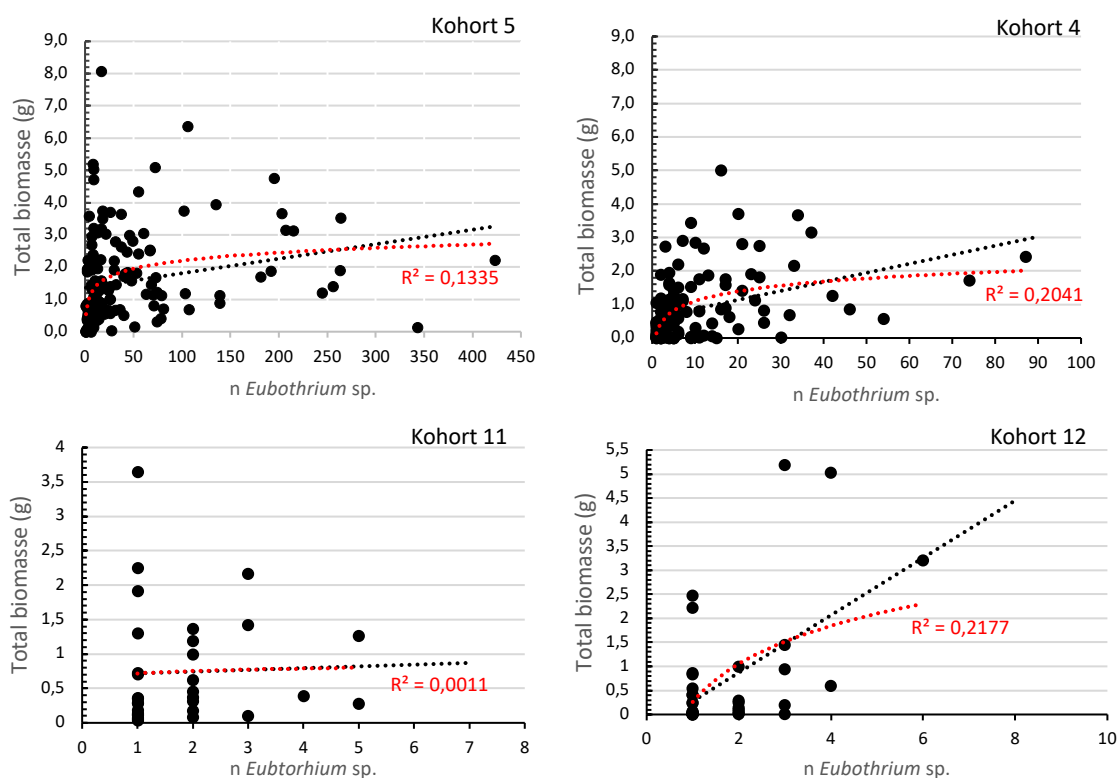 Kohort 5
Total biomasse (g)
9,0
8,0
7,0
6,0
5,0
4,0
3,0
2,0
1,0
0,0
R² = 0,1335
0 50 100 150 200 250 300 350 400 450
n Eubothrium sp.
Kohort 4
Total biomasse (g)
9,0
8,0
7,0
6,0
5,0
4,0
3,0
2,0
1,0
0,0
R² = 0,2041
0 10 20 30 40 50 60 70 80 90 100
n Eubothrium sp.
Kohort 11
Total biomasse (g)
4
3,5
3
2,5
2
1,5
1
0,5
0
R² = 0,0011
0 1 2 3 4 5 6 7 8
n Eubtorhium sp.
Kohort 12
Total biomasse (g)
5,5
5
4,5
4
3,5
3
2,5
2
1,5
1
0,5
0
R² = 0,2177
0 2 4 6 8 10
n Eubothrium sp.